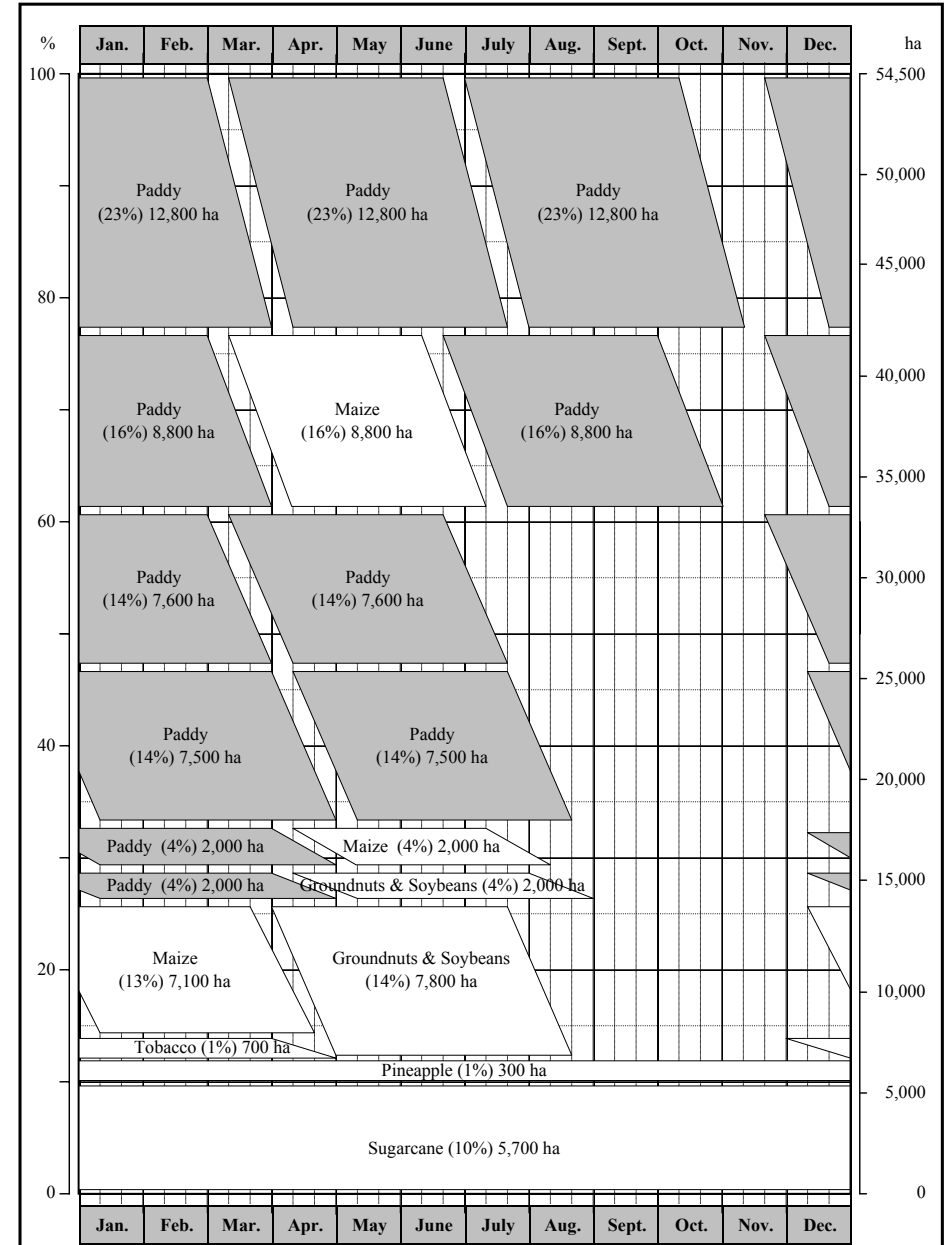 % Jan. Feb. Mar. Apr. May June July Aug. Sept. Oct. Nov. Dec. ha
100 54,500
Paddy Paddy Paddy
(23%) 12,800 ha (23%) 12,800 ha (23%) 12,800 ha
50,000
45,000
80
40,000
Paddy Maize Paddy
(16%) 8,800 ha (16%) 8,800 ha (16%) 8,800 ha
35,000
60
Paddy Paddy
(14%) 7,600 ha (14%) 7,600 ha
30,000
25,000
Paddy Paddy
(14%) 7,500 ha (14%) 7,500 ha
40
20,000
Paddy (4%) 2,000 ha Maize (4%) 2,000 ha
Paddy (4%) 2,000 ha Groundnuts & Soybeans (4%) 2,000 ha
15,000
Maize Groundnuts & Soybeans
(13%) 7,100 ha (14%) 7,800 ha
20
10,000
Tobacco (1%) 700 ha
Pineapple (1%) 300 ha
5,000
Sugarcane (10%) 5,700 ha
0 0
Jan. Feb. Mar. Apr. May June July Aug. Sept. Oct. Nov. Dec.